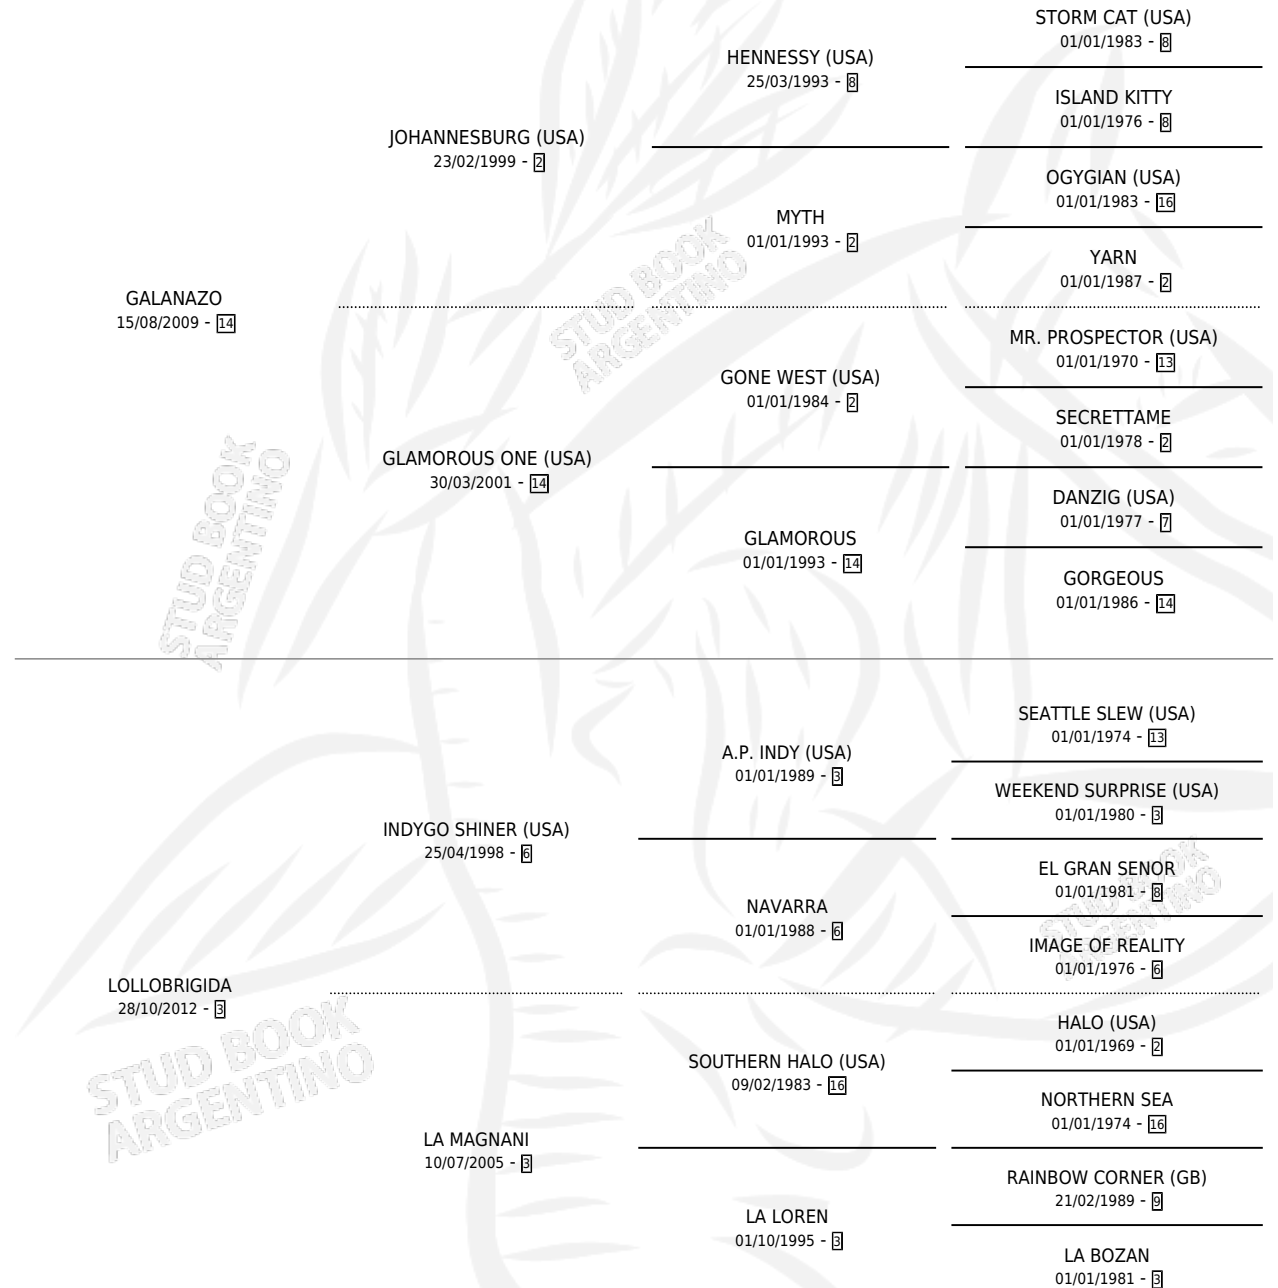 STORM CAT (USA)
01/01/1983 - 8
HENNESSY (USA)
25/03/1993 - 8
ISLAND KITTY
01/01/1976 - 8
JOHANNESBURG (USA)
23/02/1999 - 2
OGYGIAN (USA)
01/01/1983 - 16
MYTH
01/01/1993 - 2
YARN
01/01/1987 - 2
GALANAZO
15/08/2009 - 14
MR. PROSPECTOR (USA)
01/01/1970 - 13
GONE WEST (USA)
01/01/1984 - 2
SECRETTAME
01/01/1978 - 2
GLAMOROUS ONE (USA)
30/03/2001 - 14
DANZIG (USA)
01/01/1977 - 7
GLAMOROUS
01/01/1993 - 14
GORGEOUS
01/01/1986 - 14
SEATTLE SLEW (USA)
01/01/1974 - 13
A.P. INDY (USA)
01/01/1989 - 3
WEEKEND SURPRISE (USA)
01/01/1980 - 3
INDYGO SHINER (USA)
25/04/1998 - 6
EL GRAN SENOR
01/01/1981 - 8
NAVARRA
01/01/1988 - 6
IMAGE OF REALITY
01/01/1976 - 6
LOLLOBRIGIDA
28/10/2012 - 3
HALO (USA)
01/01/1969 - 2
SOUTHERN HALO (USA)
09/02/1983 - 16
NORTHERN SEA
01/01/1974 - 16
LA MAGNANI
10/07/2005 - 3
RAINBOW CORNER (GB)
21/02/1989 - 9
LA LOREN
01/10/1995 - 3
LA BOZAN
01/01/1981 - 3
STUD BOOK
ARGENTINO
STUD BOOK
ARGENTINO
STUD BOOK
ARGENTINO
STUD BOOK
ARGENTINO